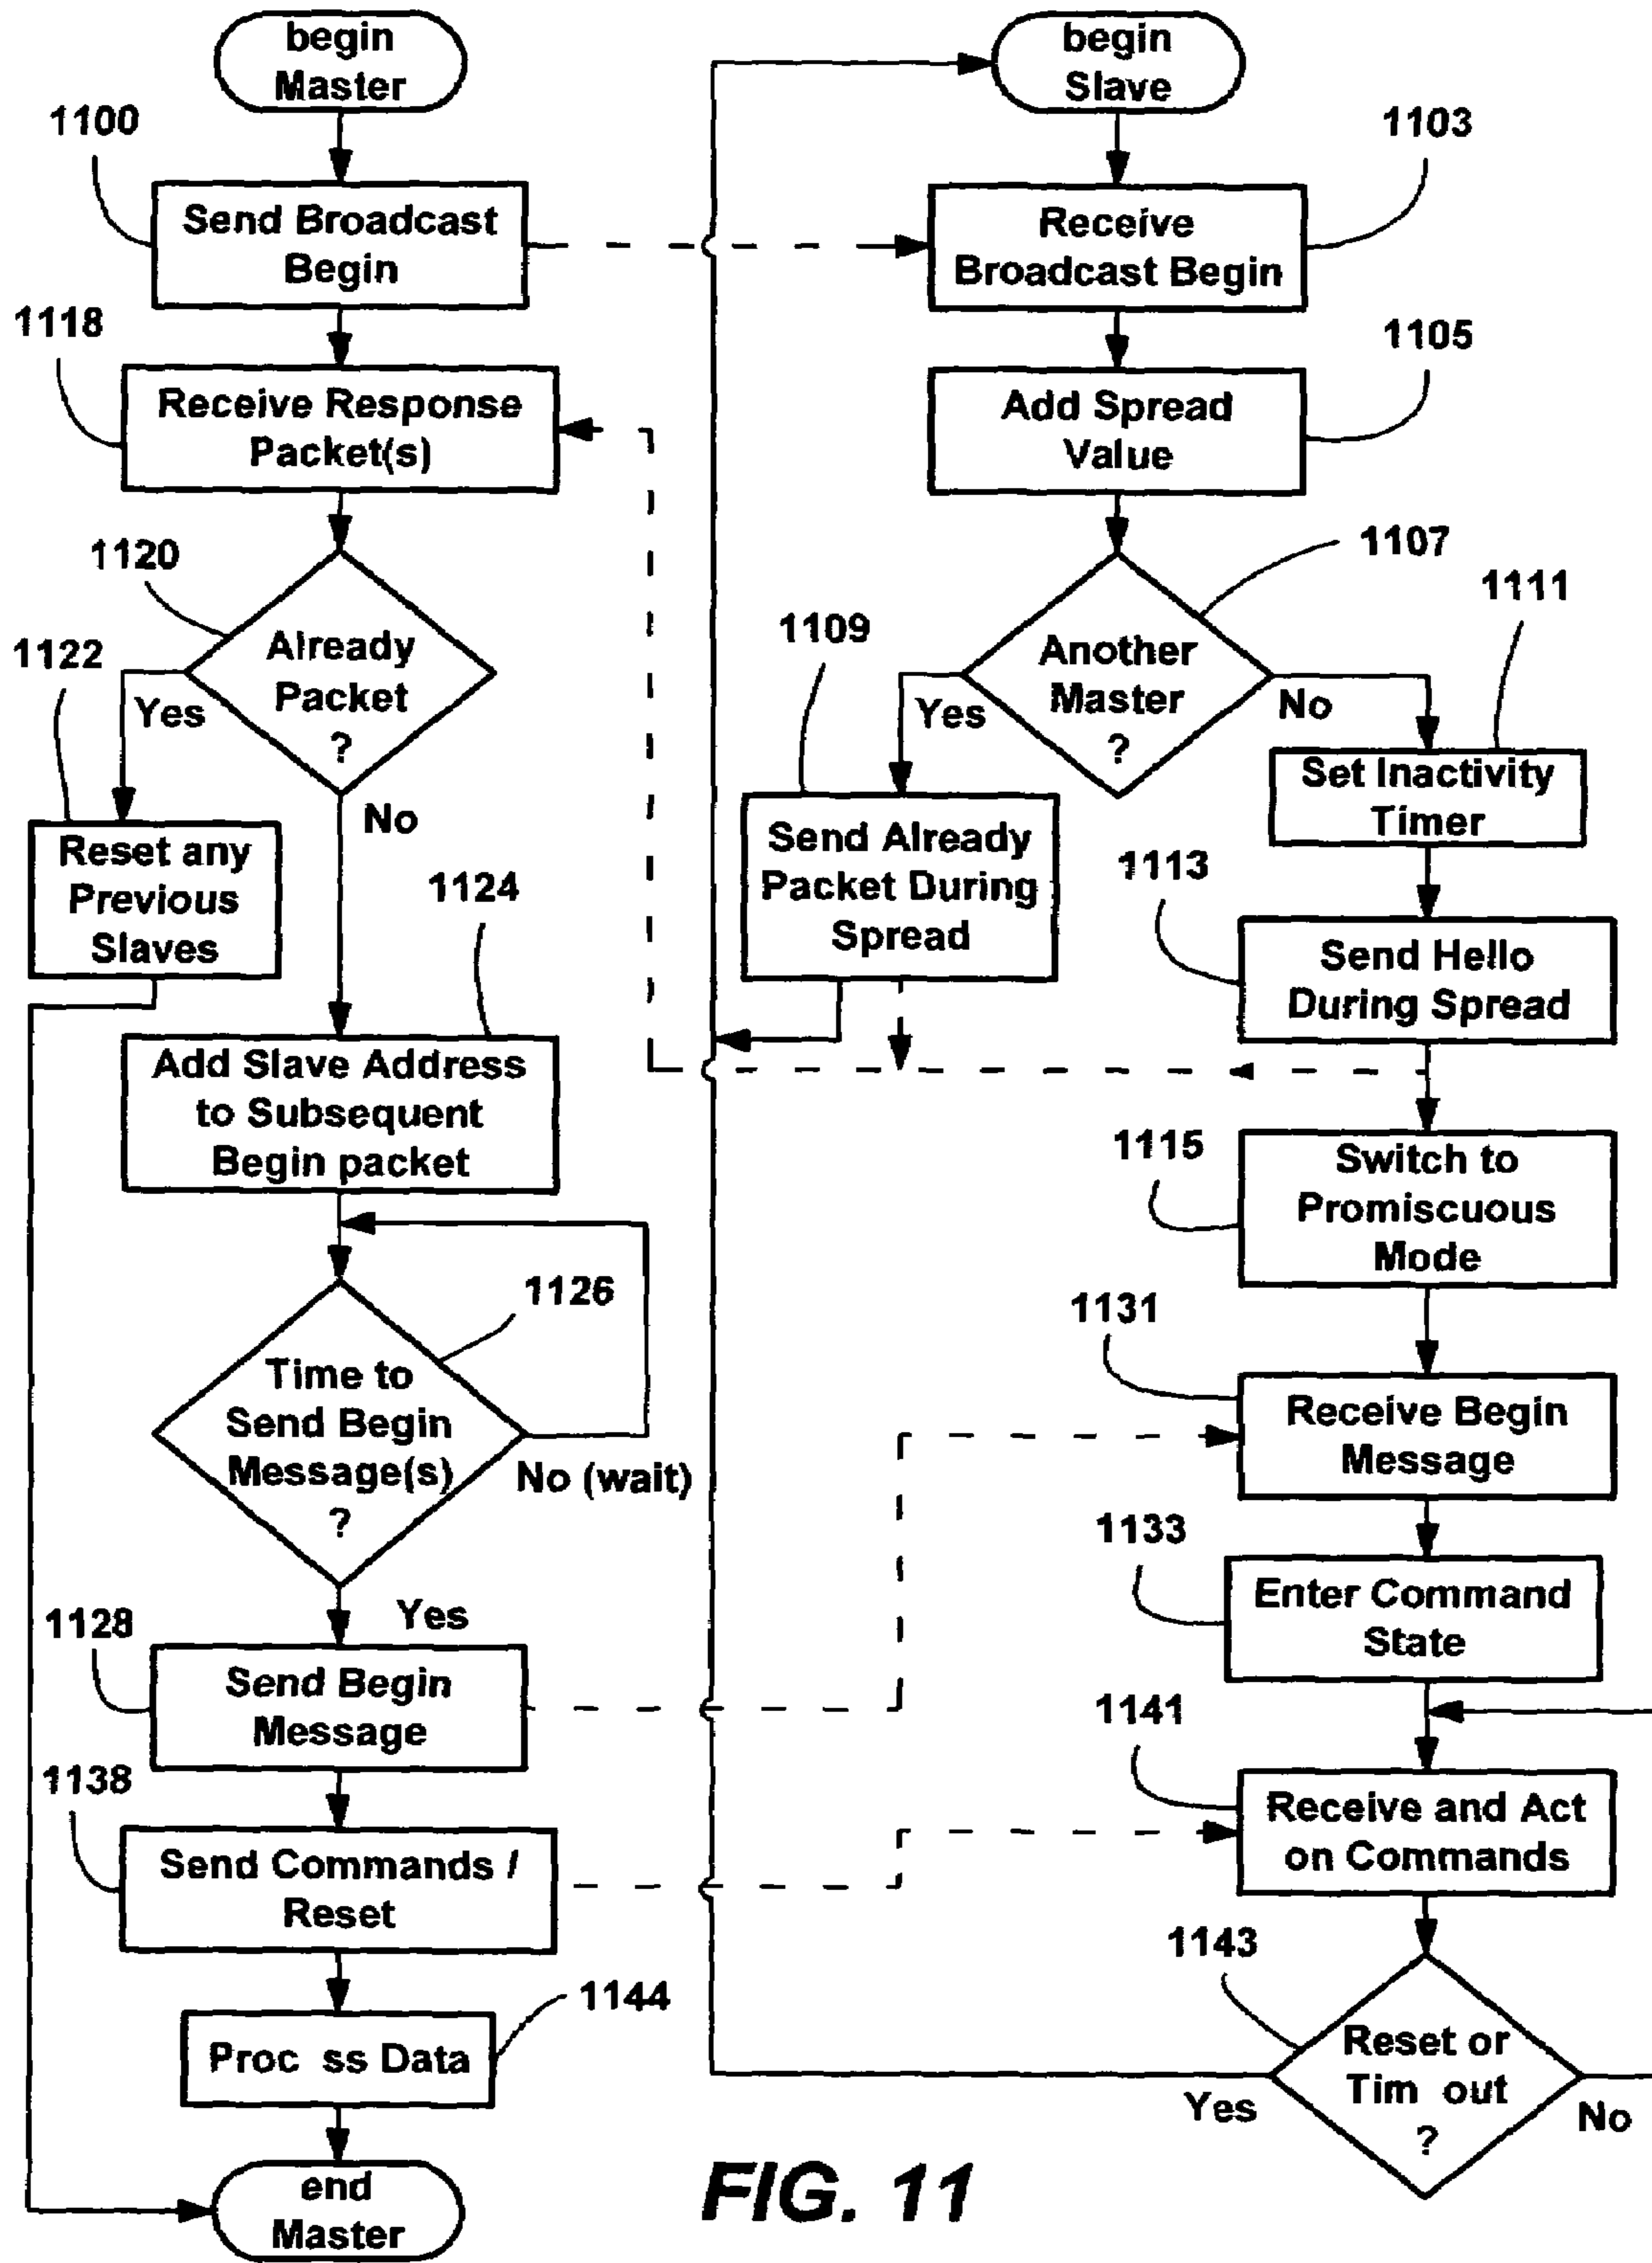 begin
Master
1100
Send Broadcast
Begin
1118
Receive Response
Packet(s)
1120
Already
Packet
?
1122
Yes
No
Reset any
Previous
Slaves
1124
Add Slave Address
to Subsequent
Begin packet
1126
Time to
Send Begin
Message(s)
?
No (wait)
Yes
1128
Send Begin
Message
1138
Send Commands /
Reset
1144
Proc ss Data
end
Master
begin
Slave
1103
Receive
Broadcast Begin
1105
Add Spread
Value
1107
Another
Master
?
1109
Yes
No
1111
Send Already
Packet During
Spread
Set Inactivity
Timer
1113
Send Hello
During Spread
1115
Switch to
Promiscuous
Mode
1131
Receive Begin
Message
1133
Enter Command
State
1141
Receive and Act
on Commands
1143
Reset or
Tim out
?
Yes
No
FIG. 11